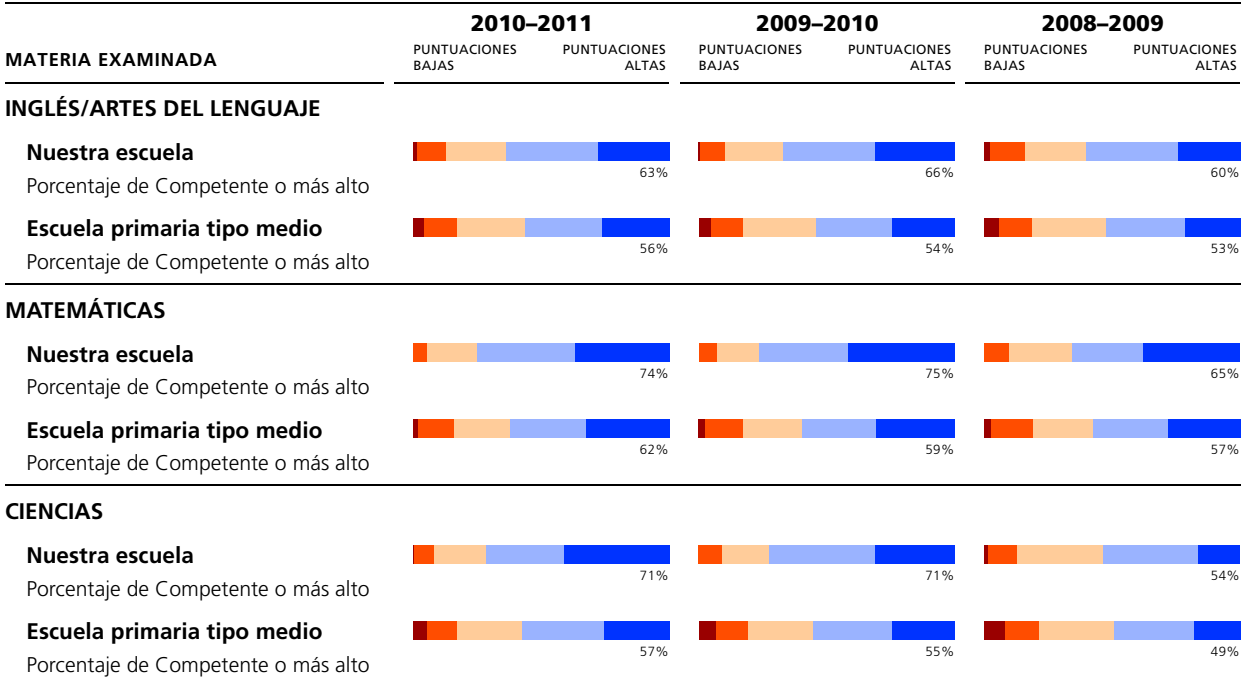 2010–2011 2009–2010 2008–2009
MATERIA EXAMINADA PUNTUACIONES BAJAS PUNTUACIONES ALTAS PUNTUACIONES BAJAS PUNTUACIONES ALTAS PUNTUACIONES BAJAS PUNTUACIONES ALTAS
INGLÉS/ARTES DEL LENGUAJE
Nuestra escuela
Porcentaje de Competente o más alto 63% 66% 60%
Escuela primaria tipo medio
Porcentaje de Competente o más alto 56% 54% 53%
MATEMÁTICAS
Nuestra escuela
Porcentaje de Competente o más alto 74% 75% 65%
Escuela primaria tipo medio
Porcentaje de Competente o más alto 62% 59% 57%
CIENCIAS
Nuestra escuela
Porcentaje de Competente o más alto 71% 71% 54%
Escuela primaria tipo medio
Porcentaje de Competente o más alto 57% 55% 49%